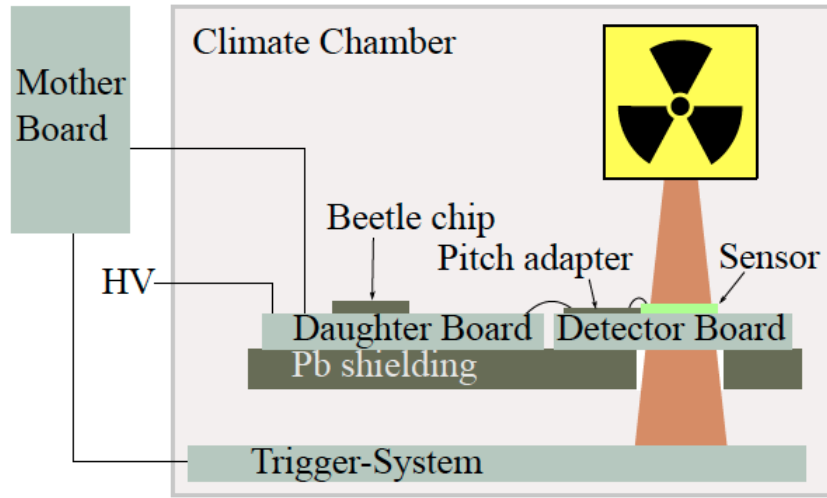 Climate Chamber
Mother
Board
Beetle chip
Pitch adapter
Sensor
HV
Daughter Board
Detector Board
Pb shielding
Trigger-System